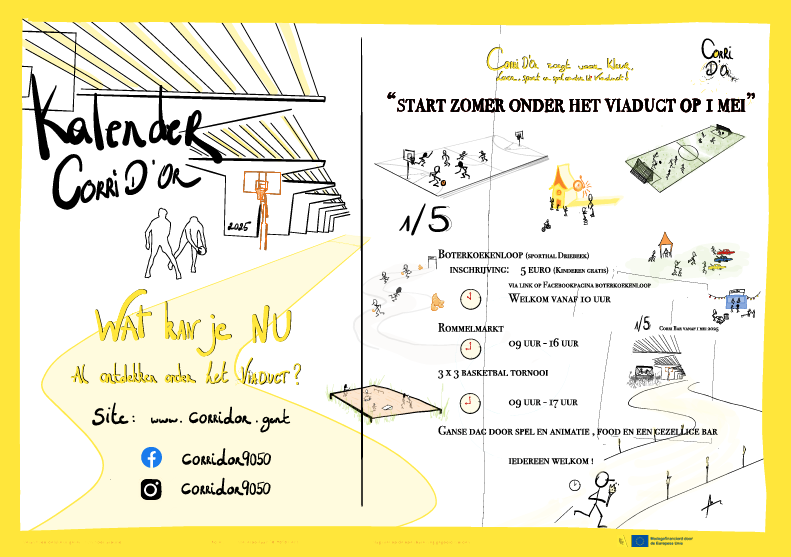 Kalender
Corri D'or
2025
Wat kan je NU
Al ontdekken onder het Viaduct?
Site: www.corridor.gent
corridor9050
corridor9050
Corri D'or zorgt voor kleur,
sport en onder het Viaduct!
Corri
D'or
“START ZOMER ONDER HET VIADUCT OP 1 MEI”
1/5
BOTERKOEKENLOOP (SPORTHAL DRIEBEEK)
INSCHRIJVING: 5 EURO (KINDEREN GRATIS)
VIA LINK OP FACEBOOKPAGINA BOTERKOEKENLOOP
WELKOM VANAF 10 UUR
ROMMELMARKT
09 UUR - 16 UUR
1/5 CORRI BAR VANAF 1 MEI 2025
3 X 3 BASKETBAL TORNOOI
09 UUR - 17 UUR
GANSE DAG DOOR SPEL EN ANIMATIE , FOOD EN EEN GEZELLIGE BAR
IEDEREEN WELKOM !
Medegefinancierd door
de Europese Unie